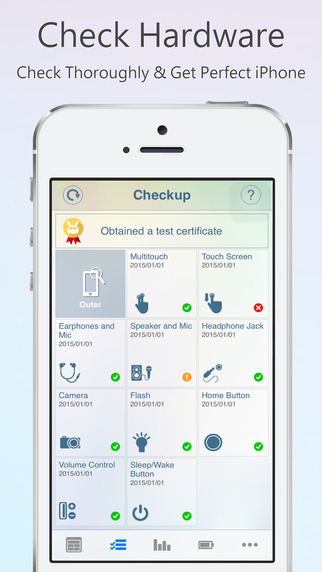 Check Hardware
Check Thoroughly & Get Perfect iPhone
Checkup
?
Obtained a test certificate
Outer
Multitouch
2015/01/01
Touch Screen
2015/01/01
Earphones and
Mic
2015/01/01
Speaker and Mic
2015/01/01
Headphone Jack
2015/01/01
Camera
2015/01/01
Flash
2015/01/01
Home Button
2015/01/01
Volume Control
2015/01/01
Sleep/Wake
Button
2015/01/01